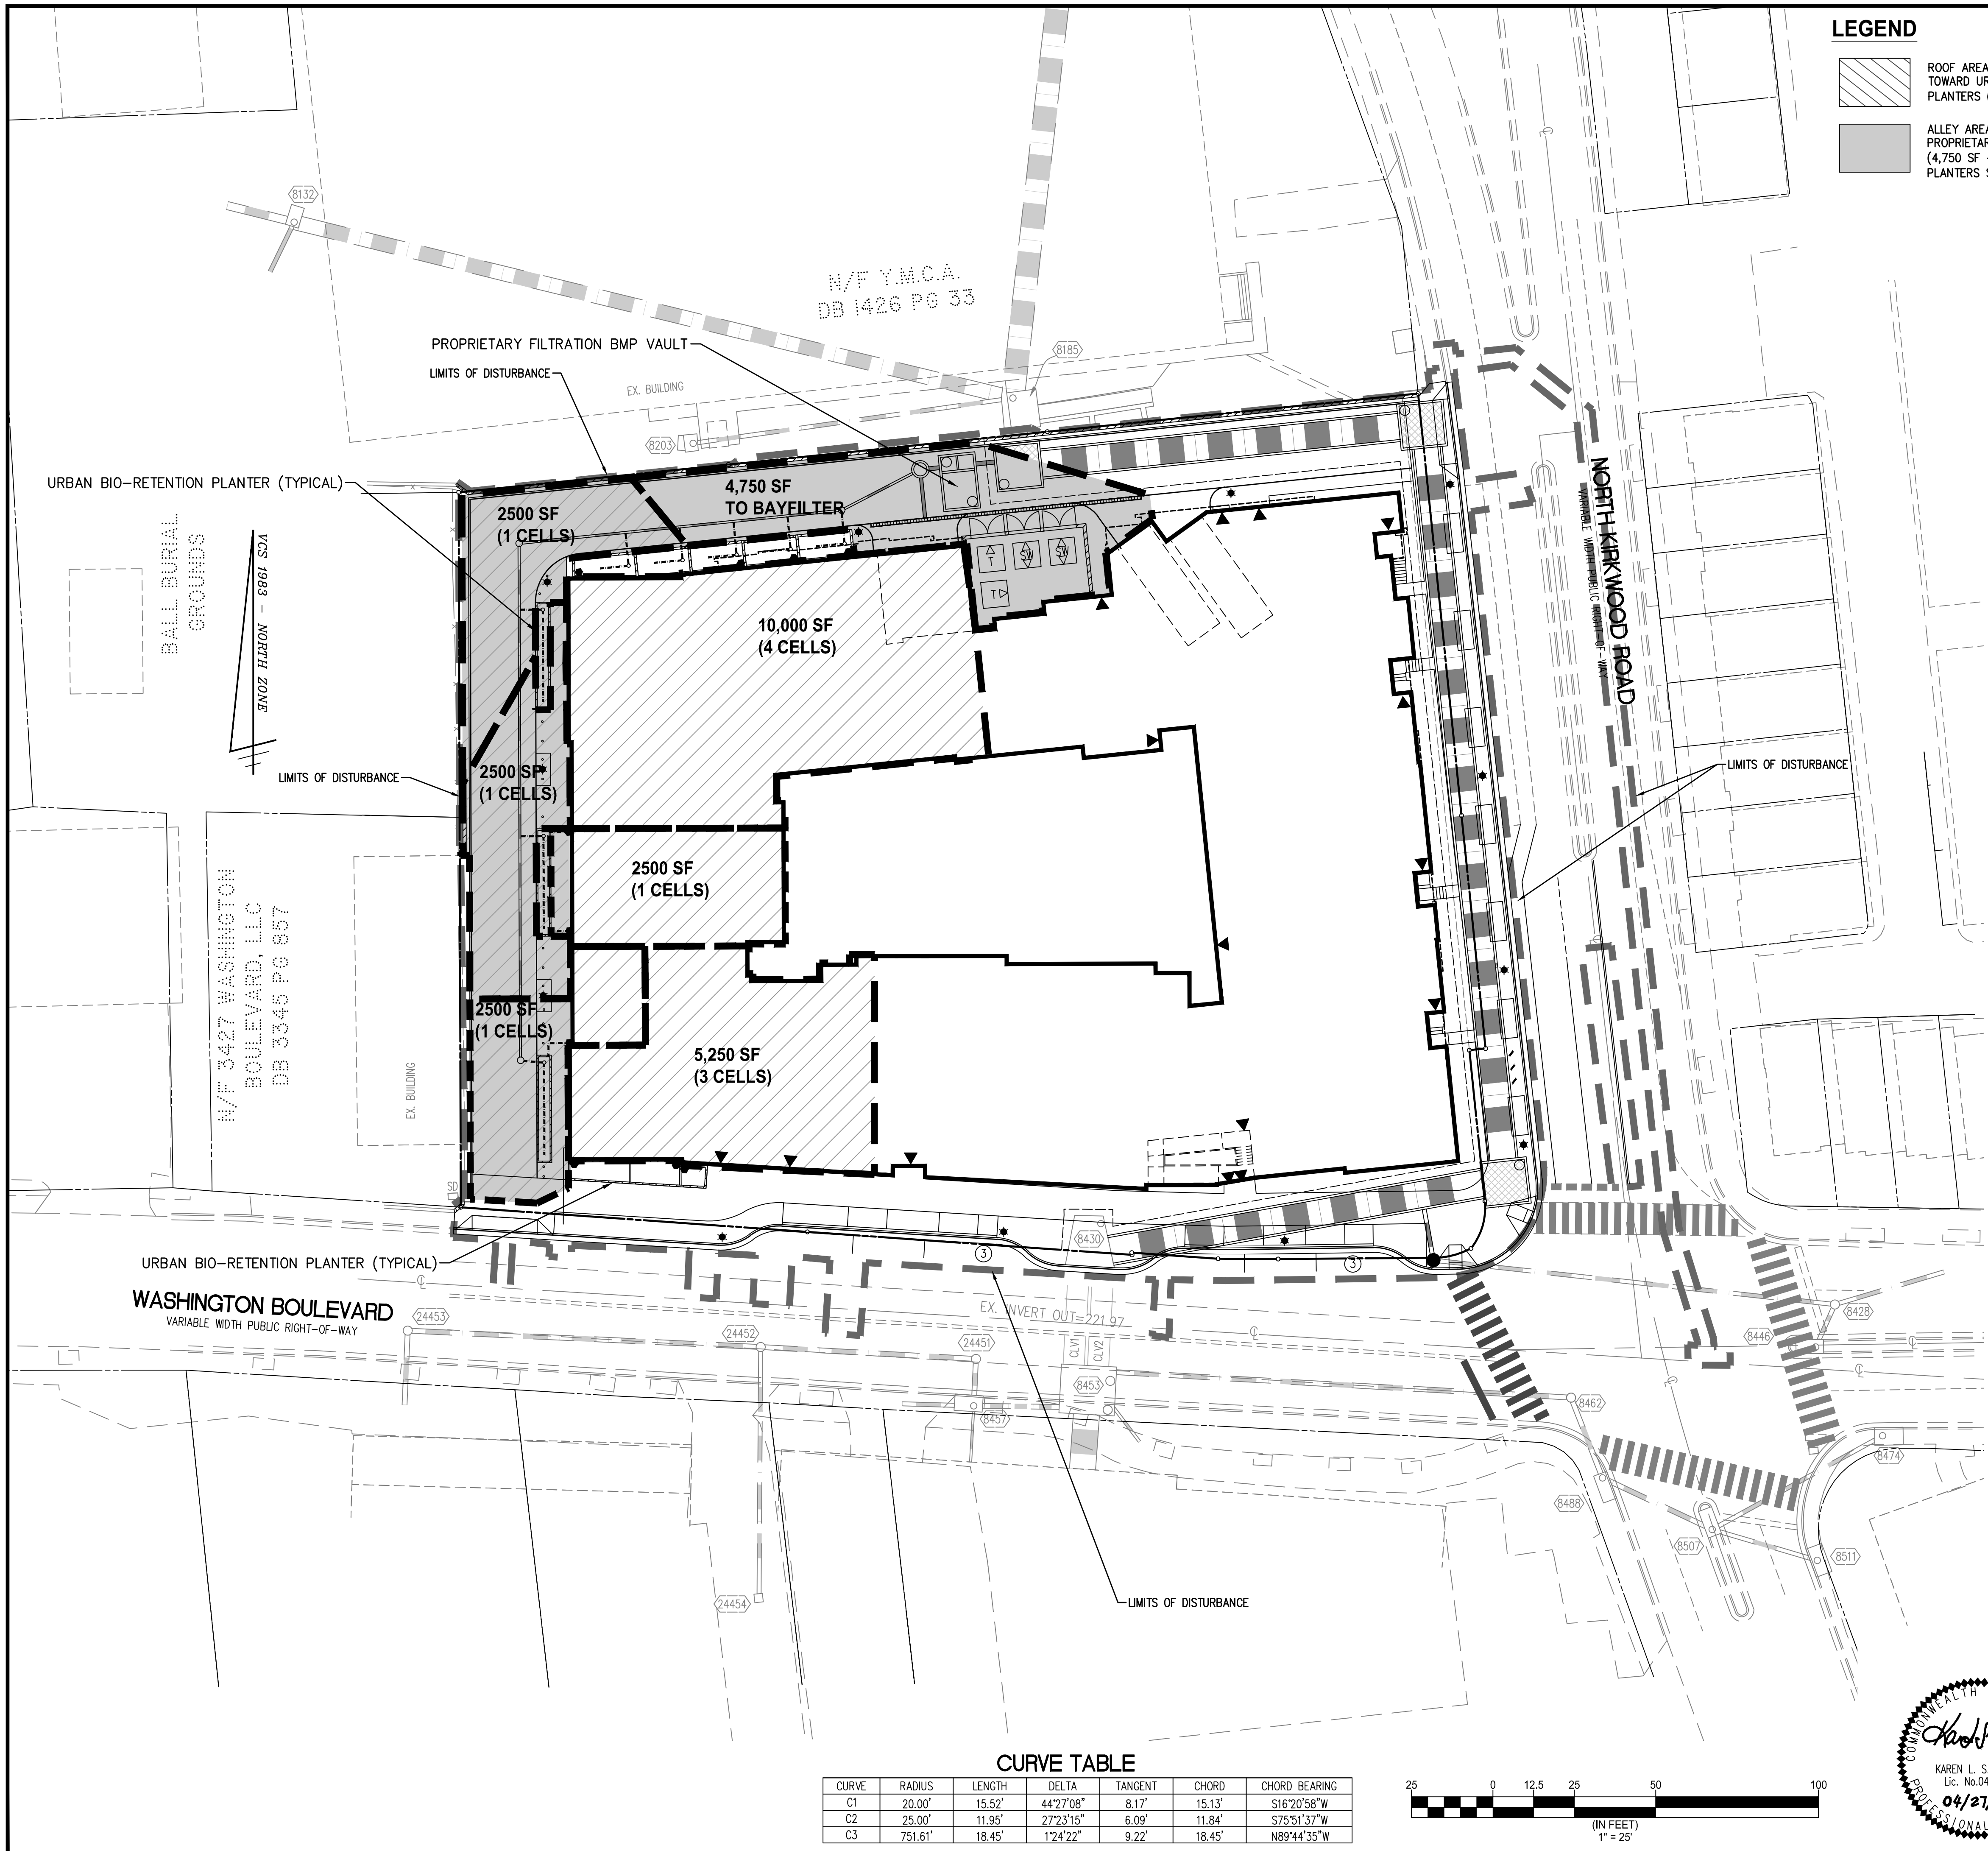 LEGEND
ROOF AREA
TOWARD
PLANTERS
ALLEY
PROPRIETAR
(4,750 SF
PLANTERS
8132
N/F Y.M.C.A.
DB 1426 PG 33
PROPRIETARY FILTRATION BMP VAULT
8185
LIMITS OF DISTURBANCE
EX. BUILDING
8203
URBAN BIO-RETENTION PLANTER (TYPICAL)
4,750 SF
TO BAYFILTER
2500 SF
(1 CELLS)
BALL BURIAL
GROUNDS
VCS 1983 - NORTH ZONE
NORTH KIRKWOOD ROAD
VARIABLE WIDTH PUBLIC RIGHT-OF-WAY
T
SW
SW
T
10,000 SF
(4 CELLS)
LIMITS OF DISTURBANCE
2500 SF
(1 CELLS)
LIMITS OF DISTURBANCE
2500 SF
(1 CELLS)
N/F 3427 WASHINGTON
BOULEVARD, LLC
DB 3345 PG 857
EX. BUILDING
2500 SF
(1 CELLS)
5,250 SF
(3 CELLS)
SD
8430
3
3
URBAN BIO-RETENTION PLANTER (TYPICAL)
WASHINGTON BOULEVARD
VARIABLE WIDTH PUBLIC RIGHT-OF-WAY
EX. INVERT OUT=221.97
24453
24452
24451
CLV1
CLV2
8428
8446
8453
8457
8462
8474
8488
8507
8511
24454
LIMITS OF DISTURBANCE
CURVE TABLE
CURVE RADIUS LENGTH DELTA TANGENT CHORD CHORD BEARING
C1 20.00' 15.52' 44°27'08" 8.17' 15.13' S16°20'58"W
C2 25.00' 11.95' 27°23'15" 6.09' 11.84' S75°51'37"W
C3 751.61' 18.45' 1°24'22" 9.22' 18.45' N89°44'35"W
25 0 12.5 25 50 100
(IN FEET)
1" = 25'
COMMONWEALTH
KAREN L. S
Lic. No.04
04/27/
PROFESSIONAL